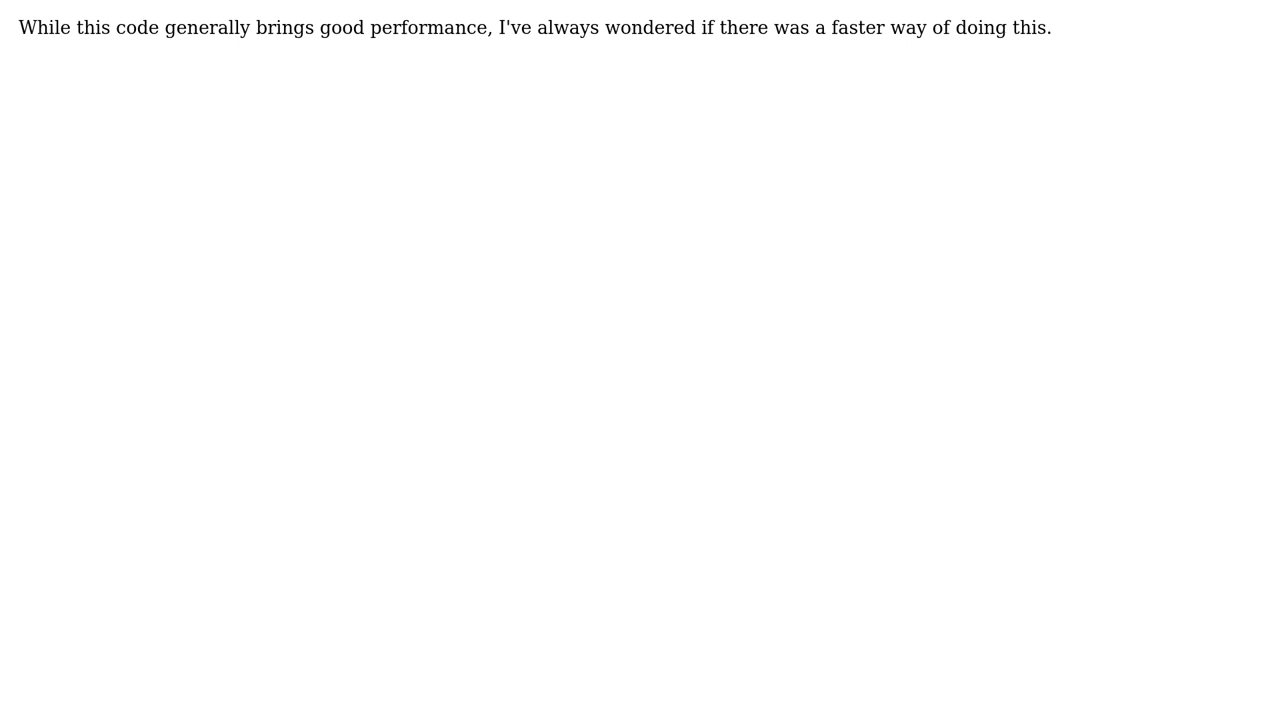 While this code generally brings good performance, I've always wondered if there was a faster way of doing this.